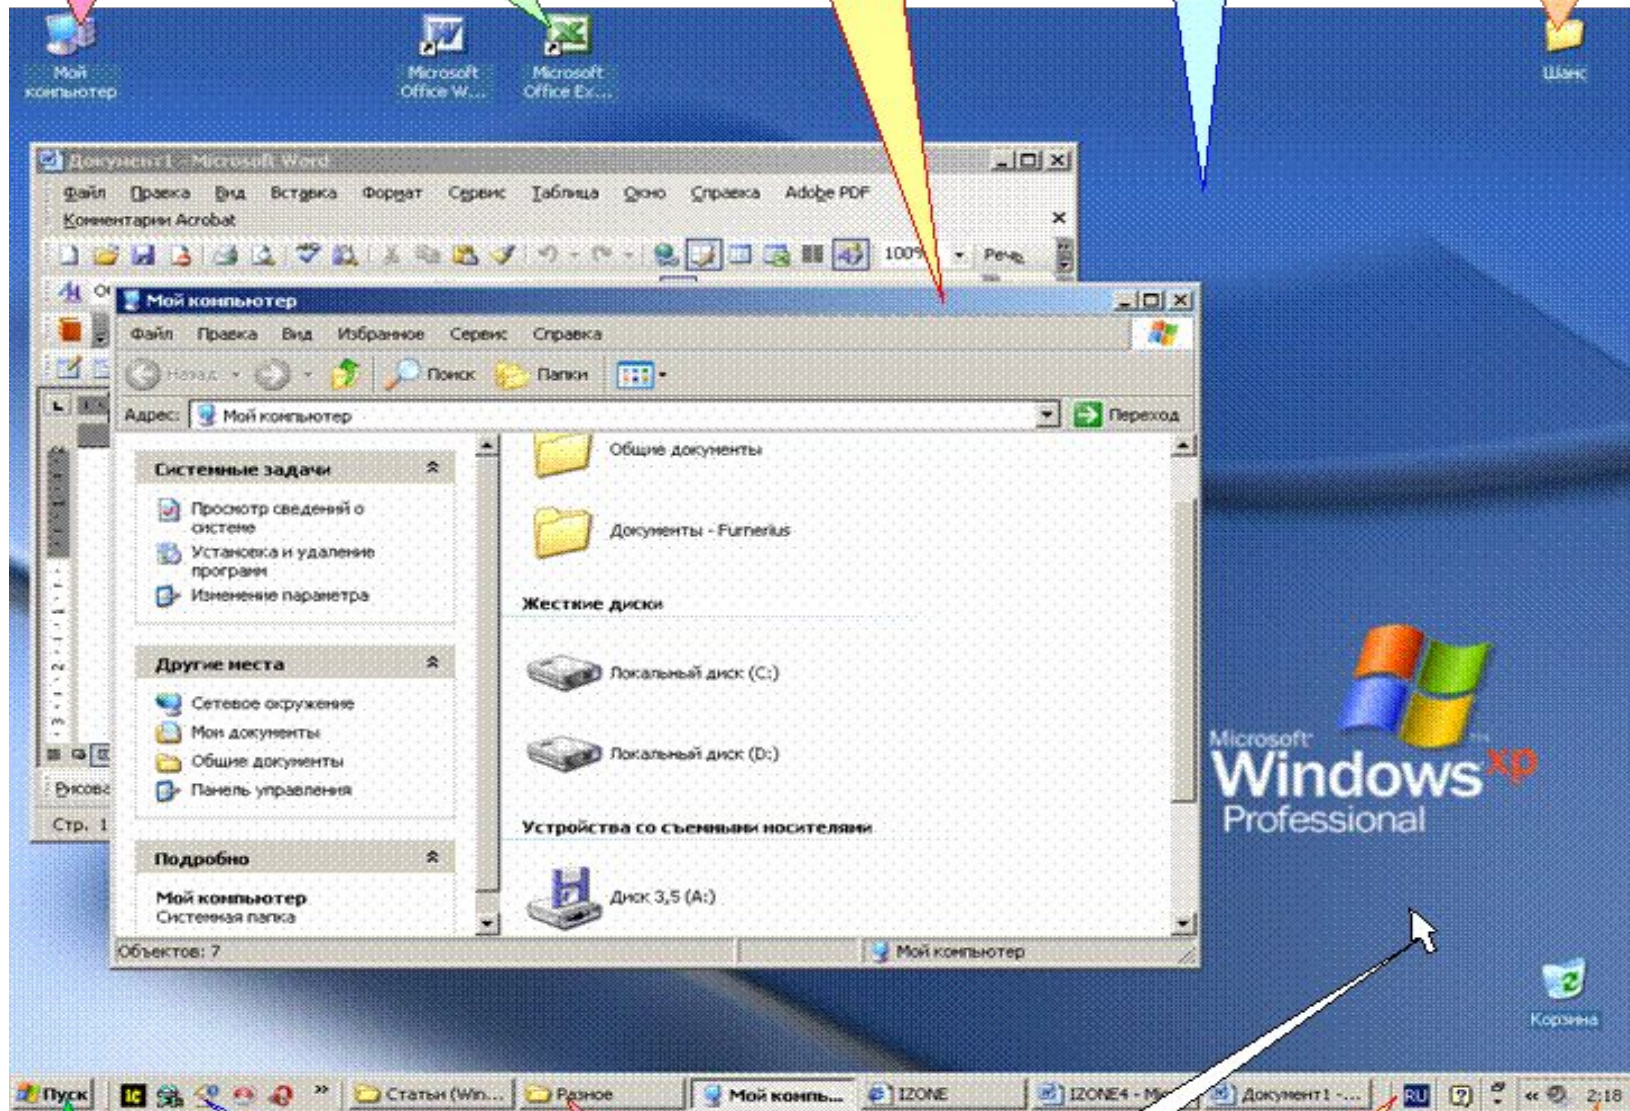 Мой
компьютер
Microsoft
Office W...
Microsoft
Office Ex...
Шанс
Документ1 - Microsoft Word
Файл Правка Вид Вставка Формат Сервис Таблица Окно Справка Adobe PDF
Комментарии Acrobat
100%
Мой компьютер
Файл Правка Вид Избранное Сервис Справка
Назад Поиск Папки
Адрес: Мой компьютер Переход
Системные задачи
Просмотр сведений о
системе
Установка и удаление
программ
Изменение параметра
Другие места
Сетевое окружение
Мои документы
Общие документы
Панель управления
Подробно
Мой компьютер
Системная папка
Общие документы
Документы - Furnerius
Жесткие диски
Локальный диск (C:)
Локальный диск (D:)
Устройства со съемными носителями
Диск 3,5 (A:)
Объектов: 7 Мой компьютер
Стр. 1
Microsoft
Windows xp
Professional
Корзина
Пуск Статьи (Win... Разное Мой компь... IZONE IZONE4 - Mic Документ1 -... RU 2:18